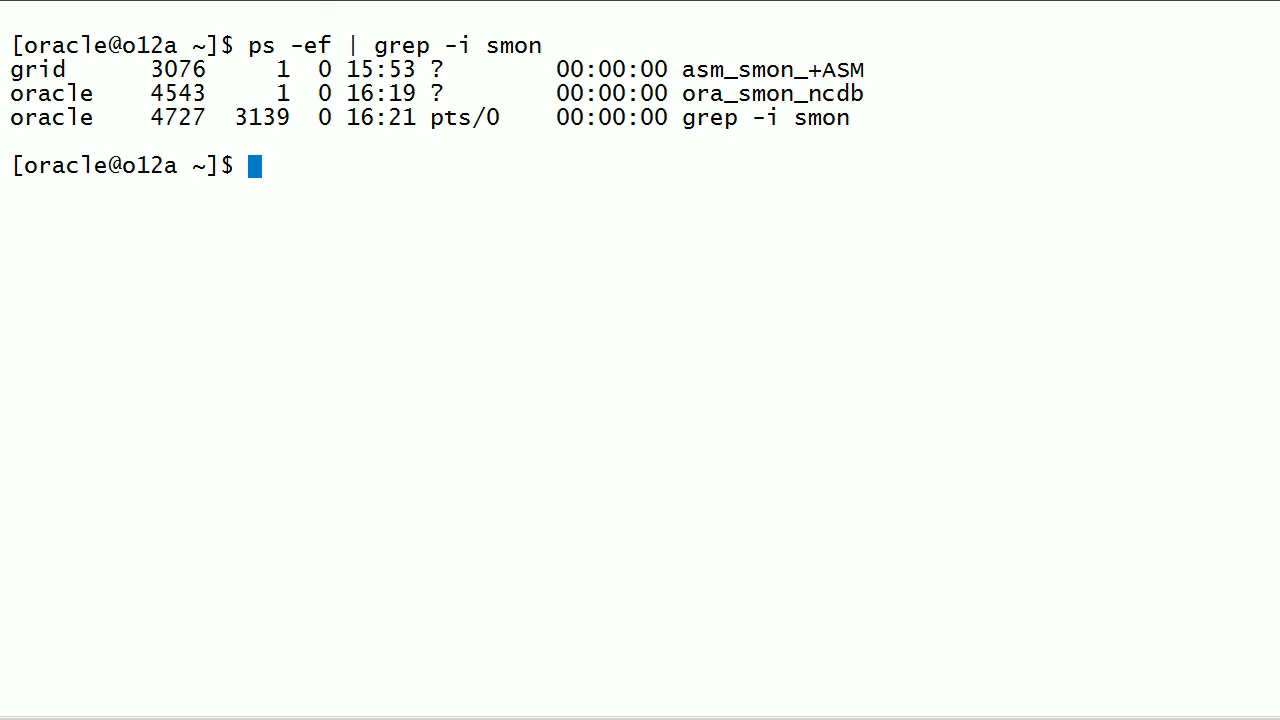 [oracle@o12a ~]$ ps -ef | grep -i smon
grid      3076     1  0 15:53 ?        00:00:00 asm_smon_+ASM
oracle    4543     1  0 16:19 ?        00:00:00 ora_smon_ncdb
oracle    4727  3139  0 16:21 pts/0    00:00:00 grep -i smon
[oracle@o12a ~]$